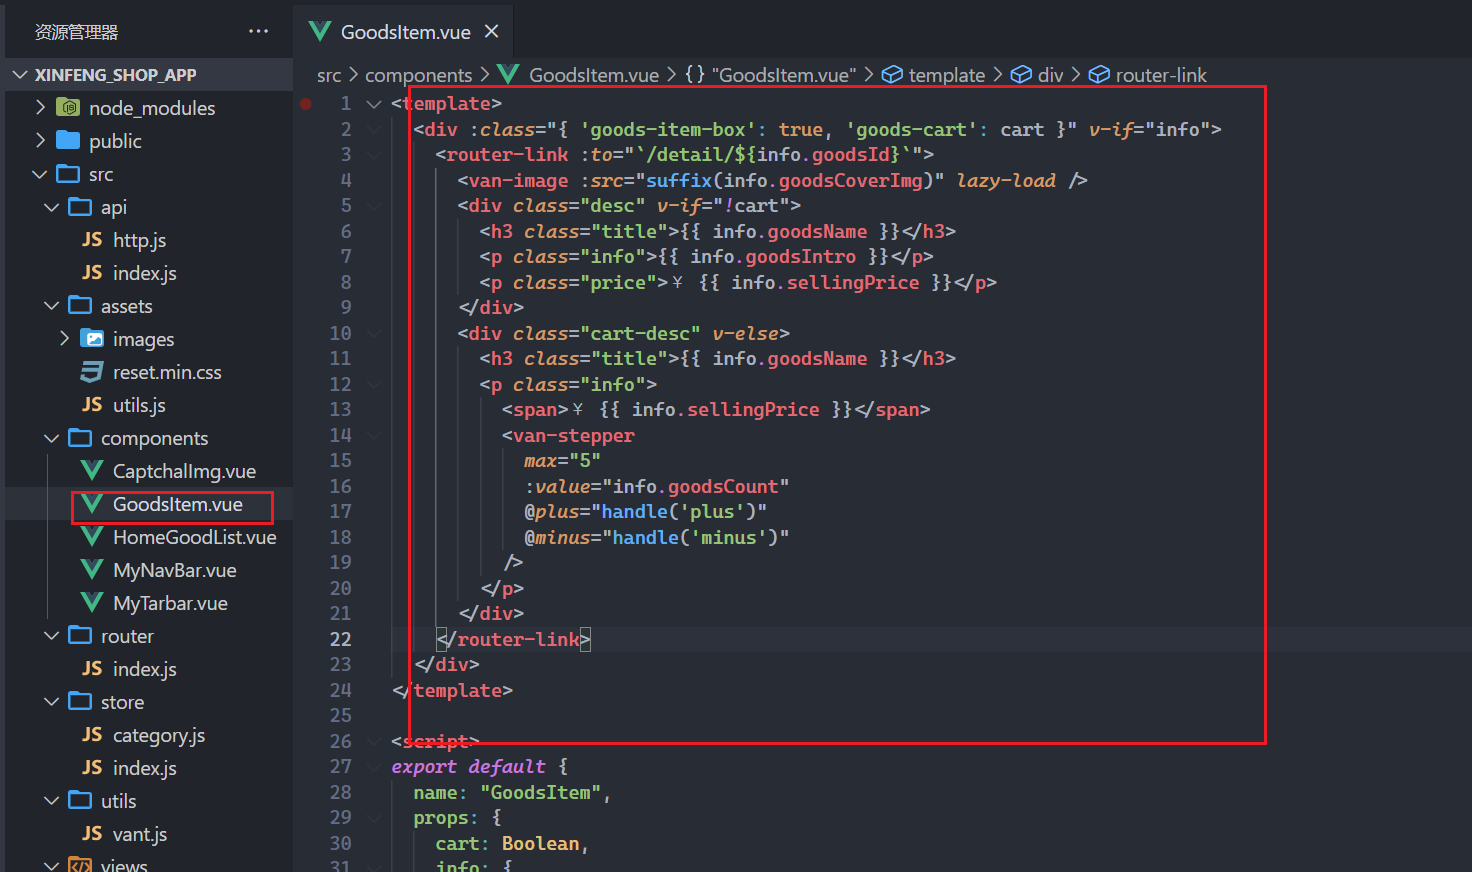 资源管理器
XINFENG_SHOP_APP
node_modules
public
src
api
JS http.js
JS index.js
assets
images
reset.min.css
JS utils.js
components
CaptchalImg.vue
GoodsItem.vue
HomeGoodList.vue
MyNavBar.vue
MyTarbar.vue
router
JS index.js
store
JS category.js
JS index.js
utils
JS vant.js
views
GoodsItem.vue
src > components > GoodsItem.vue > {} "GoodsItem.vue" > template > div > router-link
1 <template>
2 <div :class="{ 'goods-item-box': true, 'goods-cart': cart }" v-if="info">
3 <router-link :to="`/detail/${info.goodsId}`">
4 <van-image :src="suffix(info.goodsCoverImg)" lazy-load />
5 <div class="desc" v-if="!cart">
6 <h3 class="title">{{ info.goodsName }}</h3>
7 <p class="info">{{ info.goodsIntro }}</p>
8 <p class="price">¥ {{ info.sellingPrice }}</p>
9 </div>
10 <div class="cart-desc" v-else>
11 <h3 class="title">{{ info.goodsName }}</h3>
12 <p class="info">
13 <span>¥ {{ info.sellingPrice }}</span>
14 <van-stepper
15 max="5"
16 :value="info.goodsCount"
17 @plus="handle('plus')"
18 @minus="handle('minus')"
19 />
20 </p>
21 </div>
22 </router-link>
23 </div>
24 </template>
25
26 <script>
27 export default {
28 name: "GoodsItem",
29 props: {
30 cart: Boolean,
31 info: {